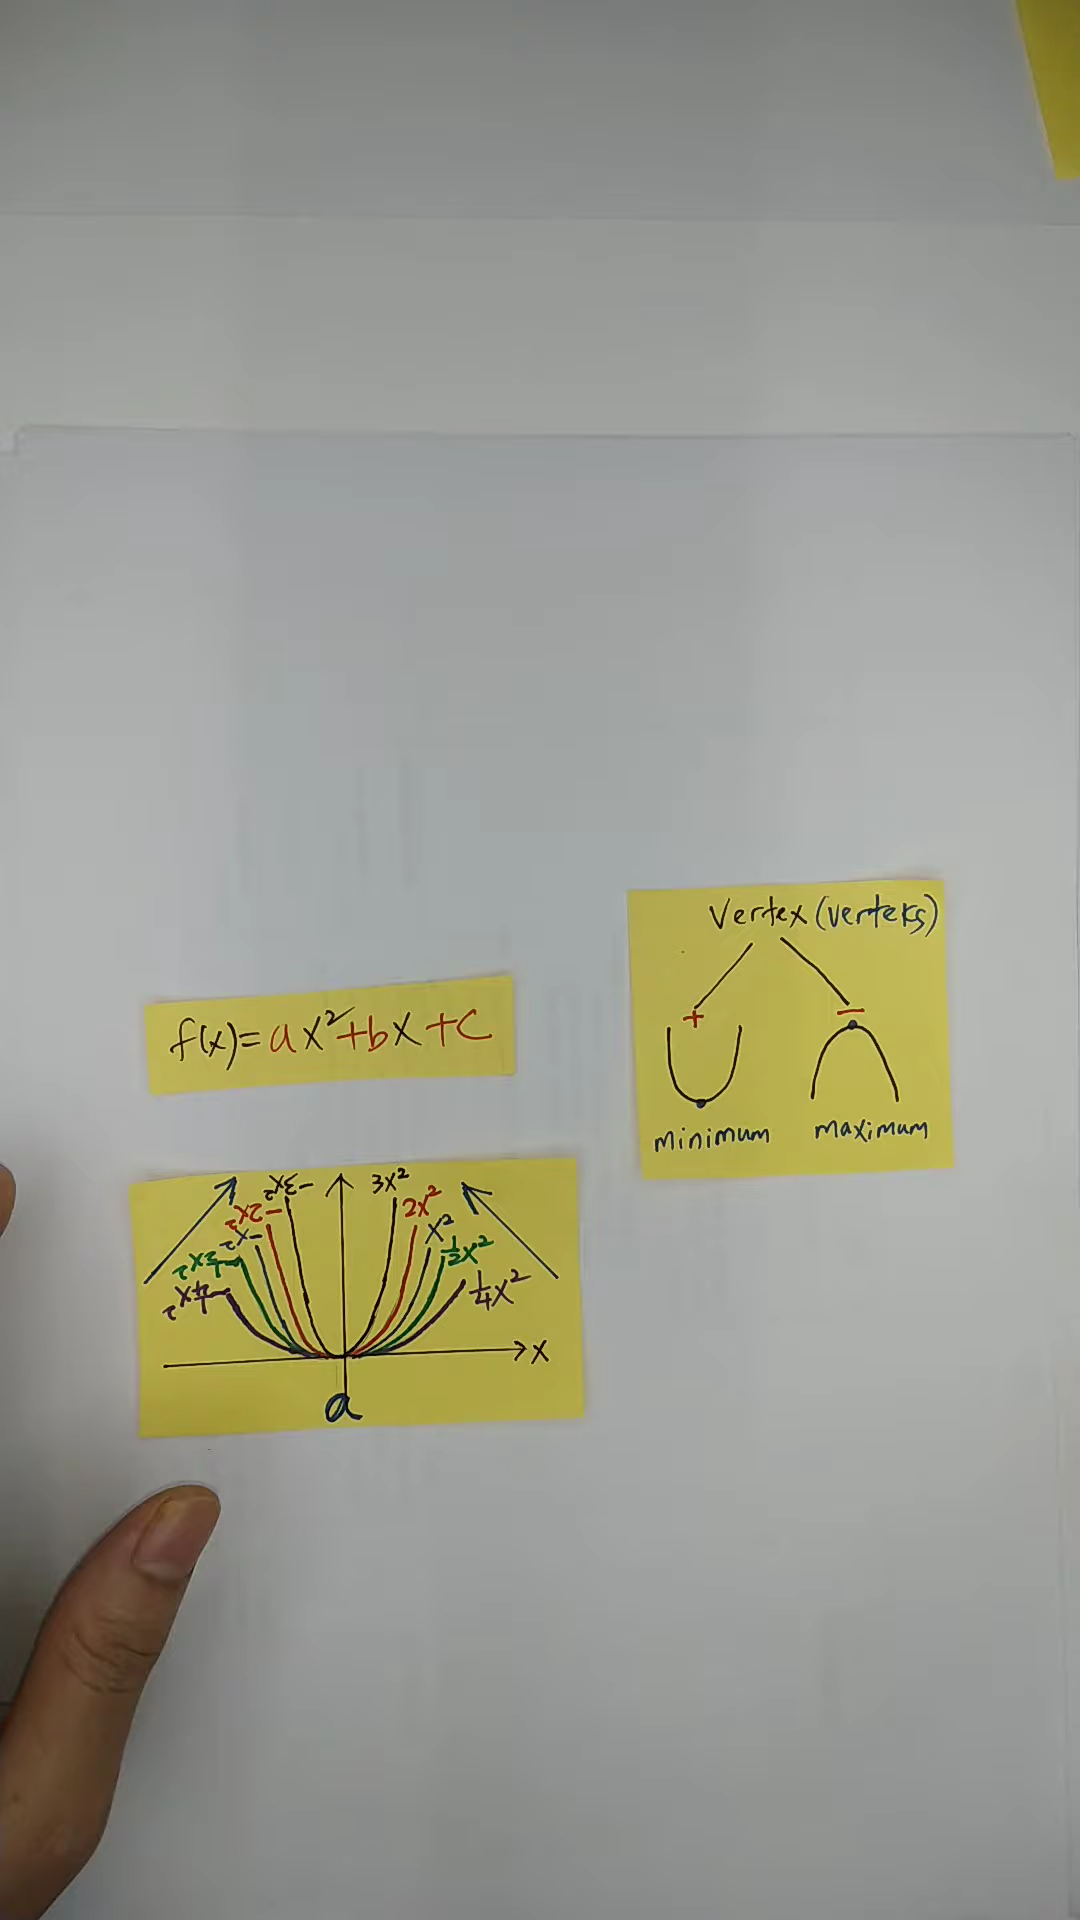 Vertex (verteks)
+ −
minimum maximum
f(x)=ax²+bx+c
-3x² 3x²
-2x² 2x²
-x² x²
-½x² ½x²
-¼x² ¼x²
x
a